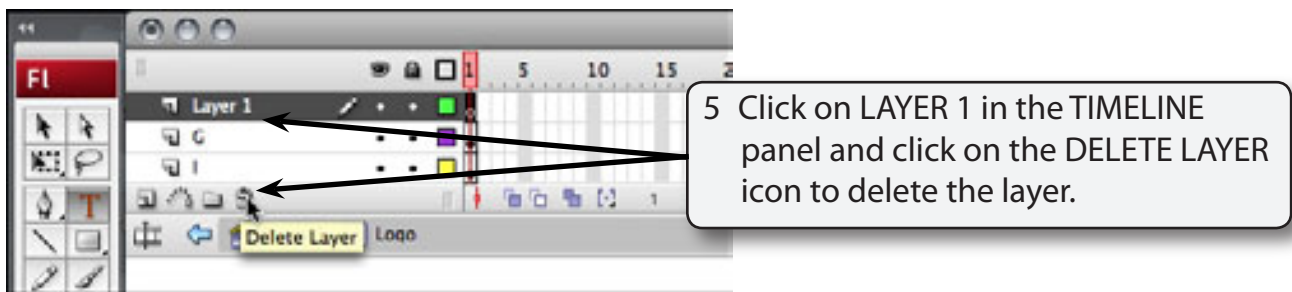 Fl
1 5 10 15 2
Layer 1
G
I
1
Delete Layer Logo
5 Click on LAYER 1 in the TIMELINE
panel and click on the DELETE LAYER
icon to delete the layer.